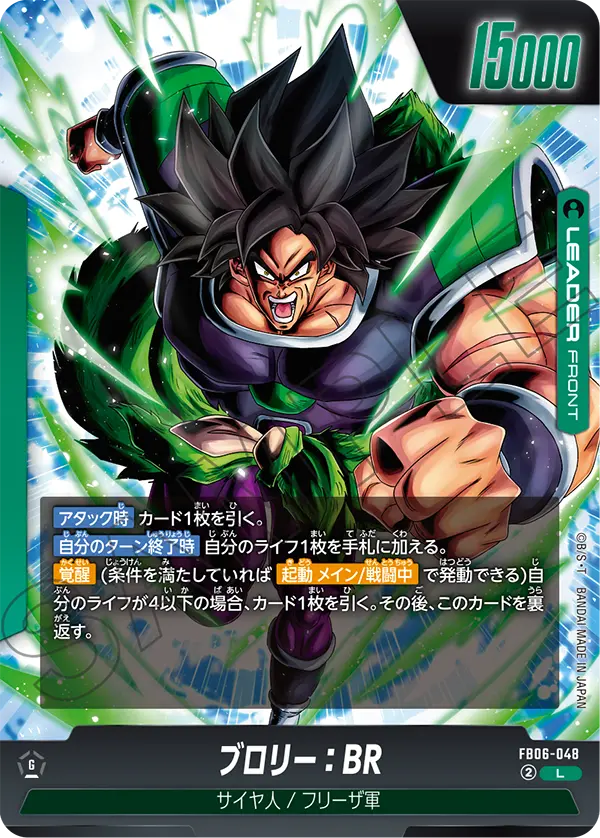 15000
LEADER FRONT
アタック時 カード1枚を引く。
自分のターン終了時 自分のライフ1枚を手札に加える。
覚醒 (条件を満たしていれば 起動 メイン/戦闘中 で発動できる)自
分のライフが4以下の場合、カード1枚を引く。その後、このカードを裏
返す。
©B/S・T BANDAI MADE IN JAPAN
G
ブロリー：BR
FB06-048
② L
サイヤ人 / フリーザ軍
SAMPLE